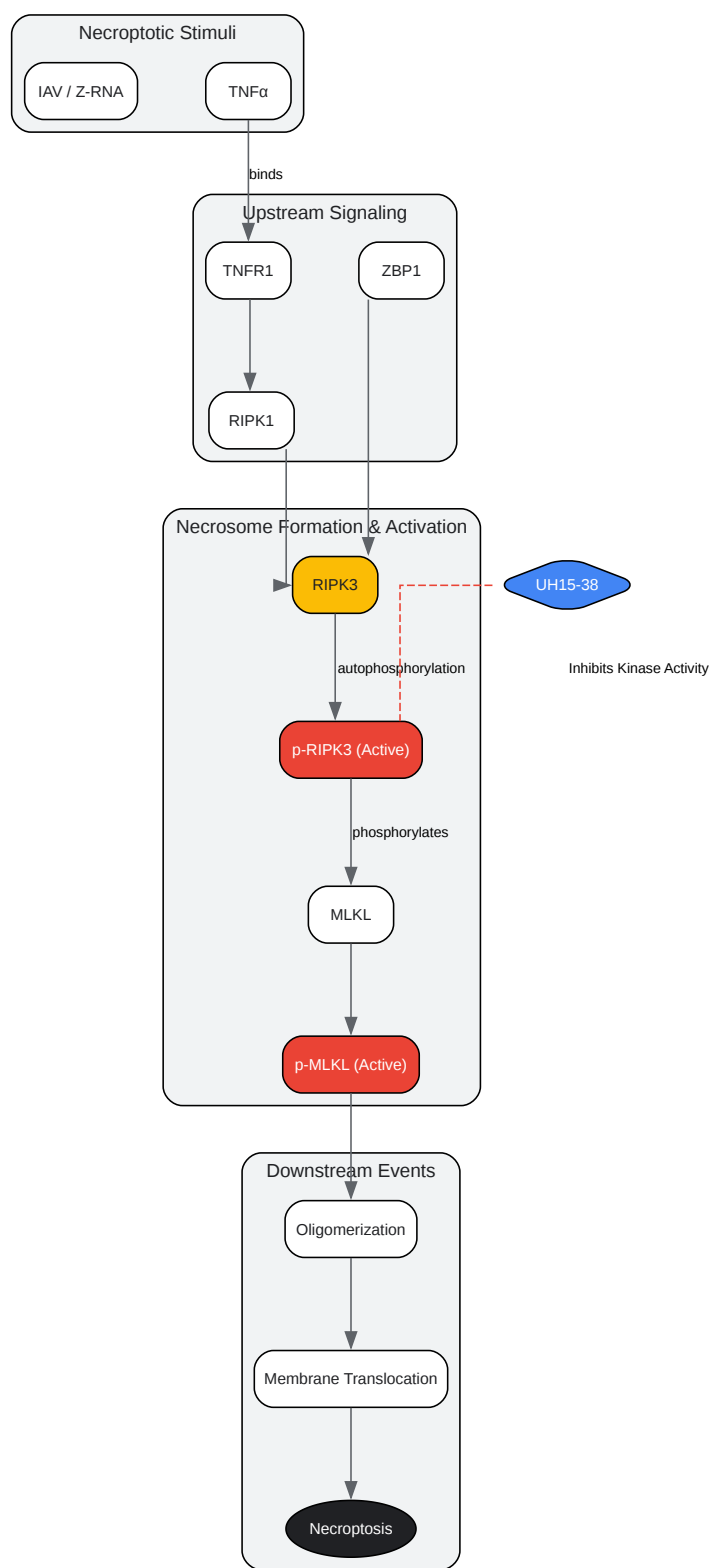 Necroptotic Stimuli
IAV / Z-RNA
TNFα
binds
Upstream Signaling
TNFR1
ZBP1
RIPK1
Necrosome Formation & Activation
RIPK3
UH15-38
autophosphorylation
Inhibits Kinase Activity
p-RIPK3 (Active)
phosphorylates
MLKL
p-MLKL (Active)
Downstream Events
Oligomerization
Membrane Translocation
Necroptosis